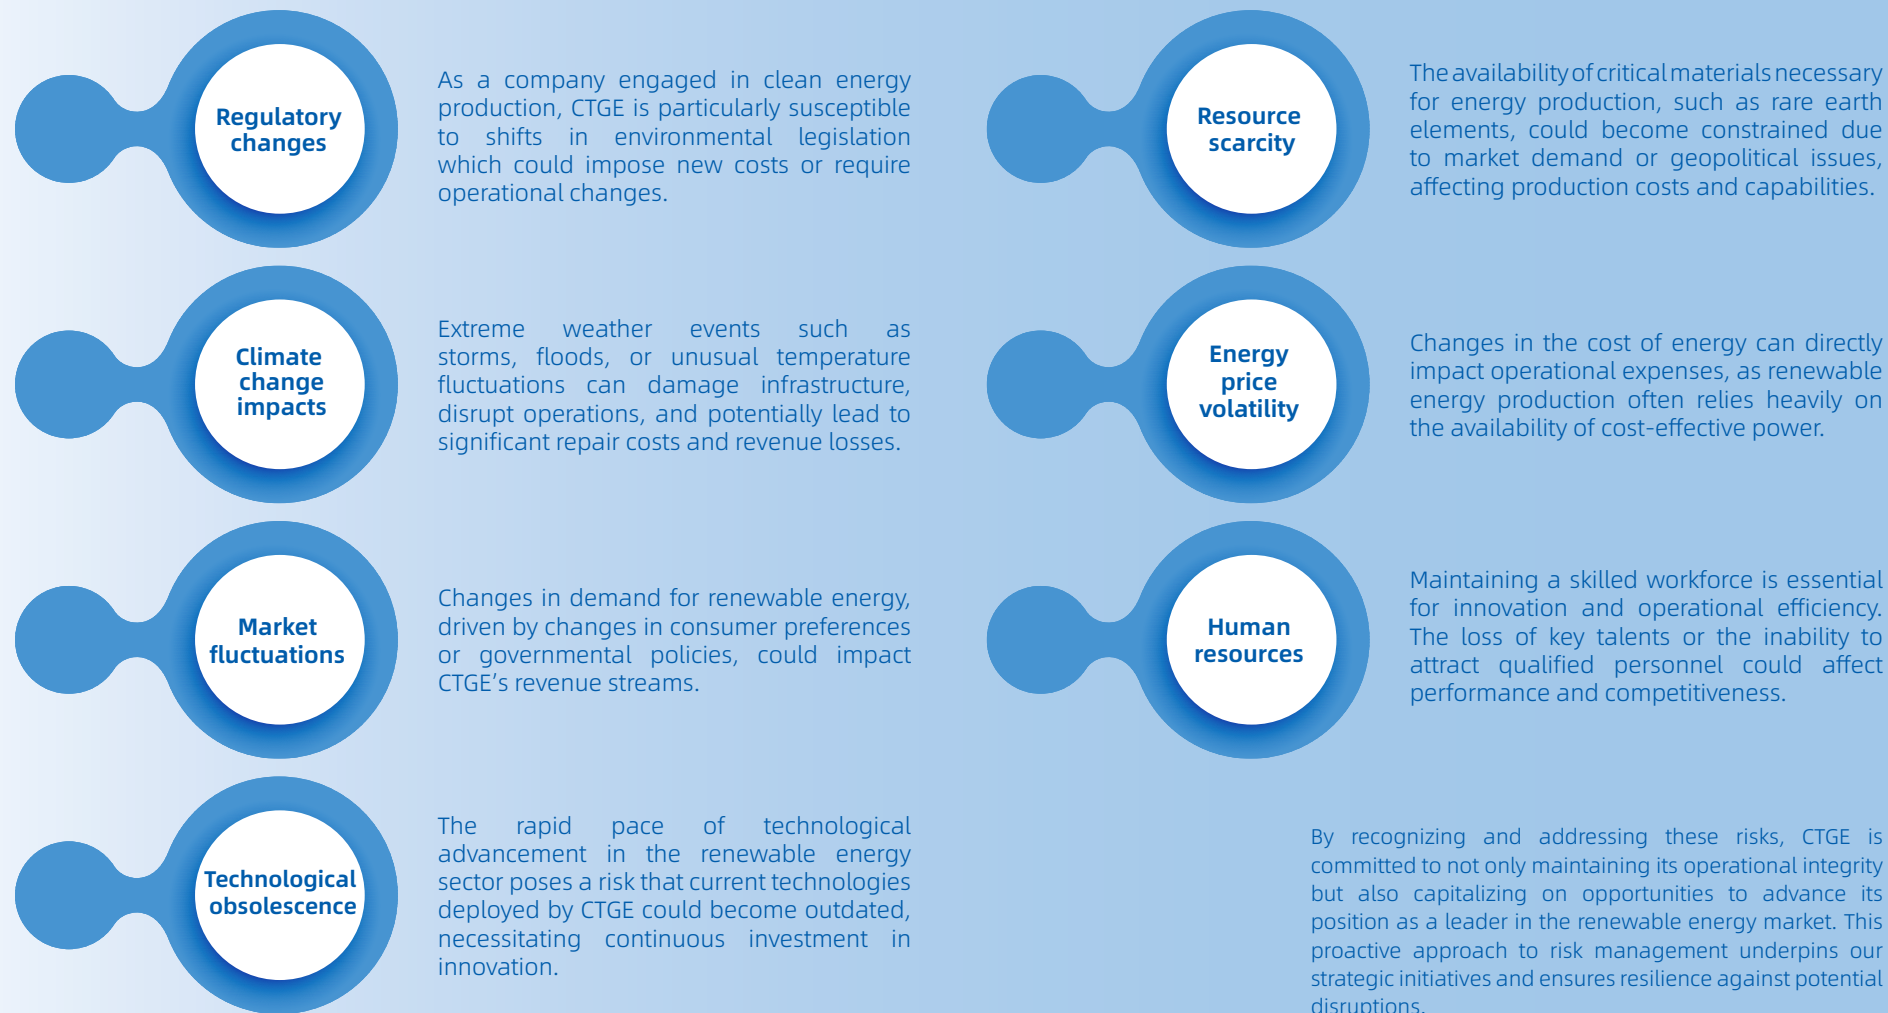 Regulatory
changes
As a company engaged in clean energy
production, CTGE is particularly susceptible
to shifts in environmental legislation
which could impose new costs or require
operational changes.
Climate
change
impacts
Extreme weather events such as
storms, floods, or unusual temperature
fluctuations can damage infrastructure,
disrupt operations, and potentially lead to
significant repair costs and revenue losses.
Market
fluctuations
Changes in demand for renewable energy,
driven by changes in consumer preferences
or governmental policies, could impact
CTGE’s revenue streams.
Technological
obsolescence
The rapid pace of technological
advancement in the renewable energy
sector poses a risk that current technologies
deployed by CTGE could become outdated,
necessitating continuous investment in
innovation.
Resource
scarcity
The availability of critical materials necessary
for energy production, such as rare earth
elements, could become constrained due
to market demand or geopolitical issues,
affecting production costs and capabilities.
Energy
price
volatility
Changes in the cost of energy can directly
impact operational expenses, as renewable
energy production often relies heavily on
the availability of cost-effective power.
Human
resources
Maintaining a skilled workforce is essential
for innovation and operational efficiency.
The loss of key talents or the inability to
attract qualified personnel could affect
performance and competitiveness.
By recognizing and addressing these risks, CTGE is
committed to not only maintaining its operational integrity
but also capitalizing on opportunities to advance its
position as a leader in the renewable energy market. This
proactive approach to risk management underpins our
strategic initiatives and ensures resilience against potential
disruptions.